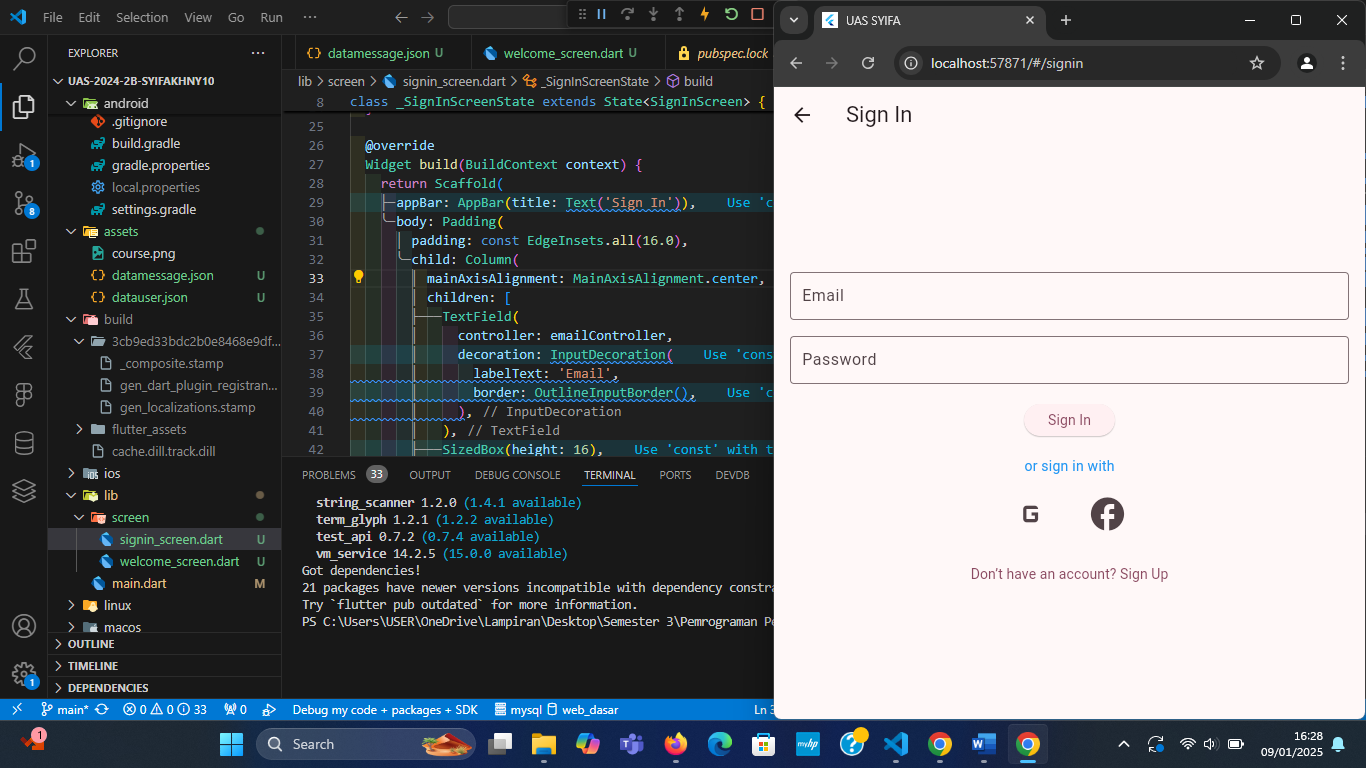 File Edit Selection View Go Run ···
EXPLORER ···
UAS-2024-2B-SYIFAKHNY10
android
.gitignore
build.gradle
gradle.properties
local.properties
settings.gradle
assets
course.png
datamessage.json U
datauser.json U
build
3cb9ed33bdc2b0e8468e9df...
_composite.stamp
gen_dart_plugin_registran...
gen_localizations.stamp
flutter_assets
cache.dill.track.dill
ios
lib
screen
signin_screen.dart U
welcome_screen.dart U
main.dart M
linux
macos
OUTLINE
TIMELINE
DEPENDENCIES
1
8
1
datamessage.json U welcome_screen.dart U pubspec.lock
lib > screen > signin_screen.dart > _SignInScreenState > build
8 class _SignInScreenState extends State<SignInScreen> {
25
26 @override
27 Widget build(BuildContext context) {
28 return Scaffold(
29 appBar: AppBar(title: Text('Sign In')), Use 'c
30 body: Padding(
31 padding: const EdgeInsets.all(16.0),
32 child: Column(
33 mainAxisAlignment: MainAxisAlignment.center,
34 children: [
35 TextField(
36 controller: emailController,
37 decoration: InputDecoration( Use 'cons
38 labelText: 'Email',
39 border: OutlineInputBorder(), Use 'c
40 ), // InputDecoration
41 ), // TextField
42 SizedBox(height: 16), Use 'const' with t
PROBLEMS 33 OUTPUT DEBUG CONSOLE TERMINAL PORTS DEVDB
string_scanner 1.2.0 (1.4.1 available)
term_glyph 1.2.1 (1.2.2 available)
test_api 0.7.2 (0.7.4 available)
vm_service 14.2.5 (15.0.0 available)
Got dependencies!
21 packages have newer versions incompatible with dependency constra
Try `flutter pub outdated` for more information.
PS C:\Users\USER\OneDrive\Lampiran\Desktop\Semester 3\Pemrograman Pe
main* 0 0 33 0 Debug my code + packages + SDK mysql web_dasar Ln 3
UAS SYIFA
localhost:57871/#/signin
Sign In
Email
Password
Sign In
or sign in with
G
Don't have an account? Sign Up
1
Search
myhp
16:28
09/01/2025